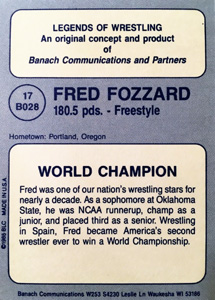 LEGENDS OF WRESTLING
An original concept and product
of
Banach Communications and Partners
17
B028
FRED FOZZARD
180.5 pds. - Freestyle
Hometown: Portland, Oregon
WORLD CHAMPION
Fred was one of our nation's wrestling stars for
nearly a decade. As a sophomore at Oklahoma
State, he was NCAA runnerup, champ as a
junior, and placed third as a senior. Wrestling
in Spain, Fred became America's second
wrestler ever to win a World Championship.
©1985 BLC MADE IN U.S.A.
Banach Communications W253 S4230 Leslie Ln Waukesha WI 53186